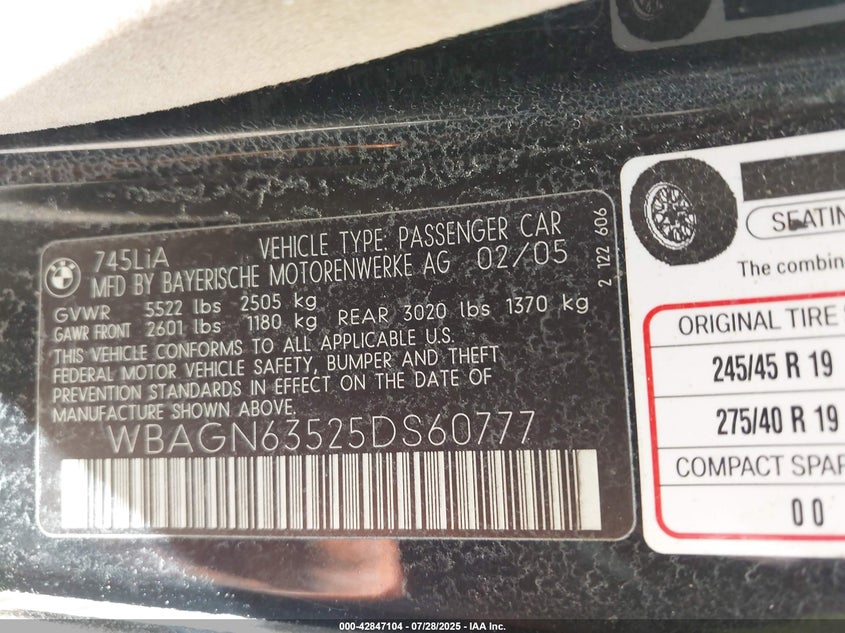 BMW
745LiA VEHICLE TYPE: PASSENGER CAR
MFD BY BAYERISCHE MOTORENWERKE AG 02/05
GVWR 5522 lbs 2505 kg
GAWR FRONT 2601 lbs 1180 kg REAR 3020 lbs 1370 kg
THIS VEHICLE CONFORMS TO ALL APPLICABLE U.S.
FEDERAL MOTOR VEHICLE SAFETY, BUMPER AND THEFT
PREVENTION STANDARDS IN EFFECT ON THE DATE OF
MANUFACTURE SHOWN ABOVE.
WBAGN63525DS60777
2 122 606
SEATIN
The combin
ORIGINAL TIRE
245/45 R 19
275/40 R 19
COMPACT SPAR
0 0
000-42847104 | 07/28/2025 - IAA Inc.